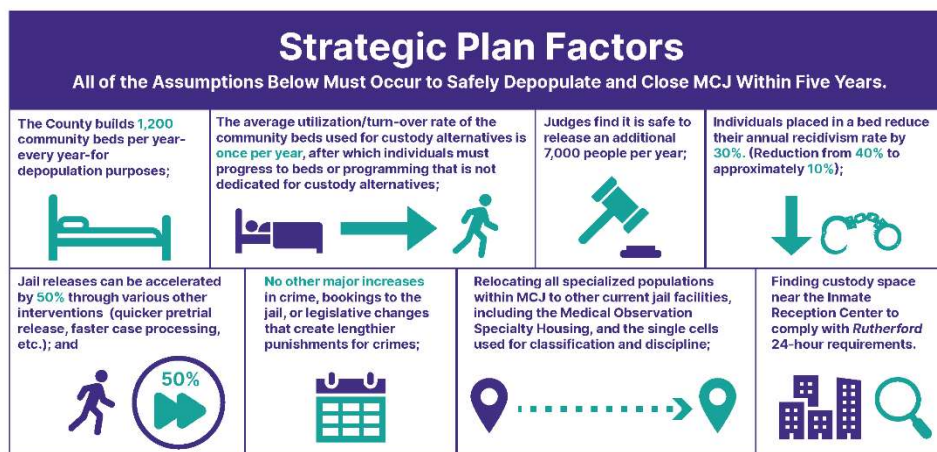 Strategic Plan Factors
All of the Assumptions Below Must Occur to Safely Depopulate and Close MCJ Within Five Years.
The County builds 1,200
community beds per year-
every year-for
depopulation purposes;
The average utilization/turn-over rate of the
community beds used for custody alternatives is
once per year, after which individuals must
progress to beds or programming that is not
dedicated for custody alternatives;
Judges find it is safe to
release an additional
7,000 people per year;
Individuals placed in a bed reduce
their annual recidivism rate by
30%. (Reduction from 40% to
approximately 10%);
Jail releases can be accelerated
by 50% through various other
interventions (quicker pretrial
release, faster case processing,
etc.); and
50%
No other major increases
in crime, bookings to the
jail, or legislative changes
that create lengthier
punishments for crimes;
Relocating all specialized populations
within MCJ to other current jail facilities,
including the Medical Observation
Specialty Housing, and the single cells
used for classification and discipline;
Finding custody space
near the Inmate
Reception Center to
comply with Rutherford
24-hour requirements.